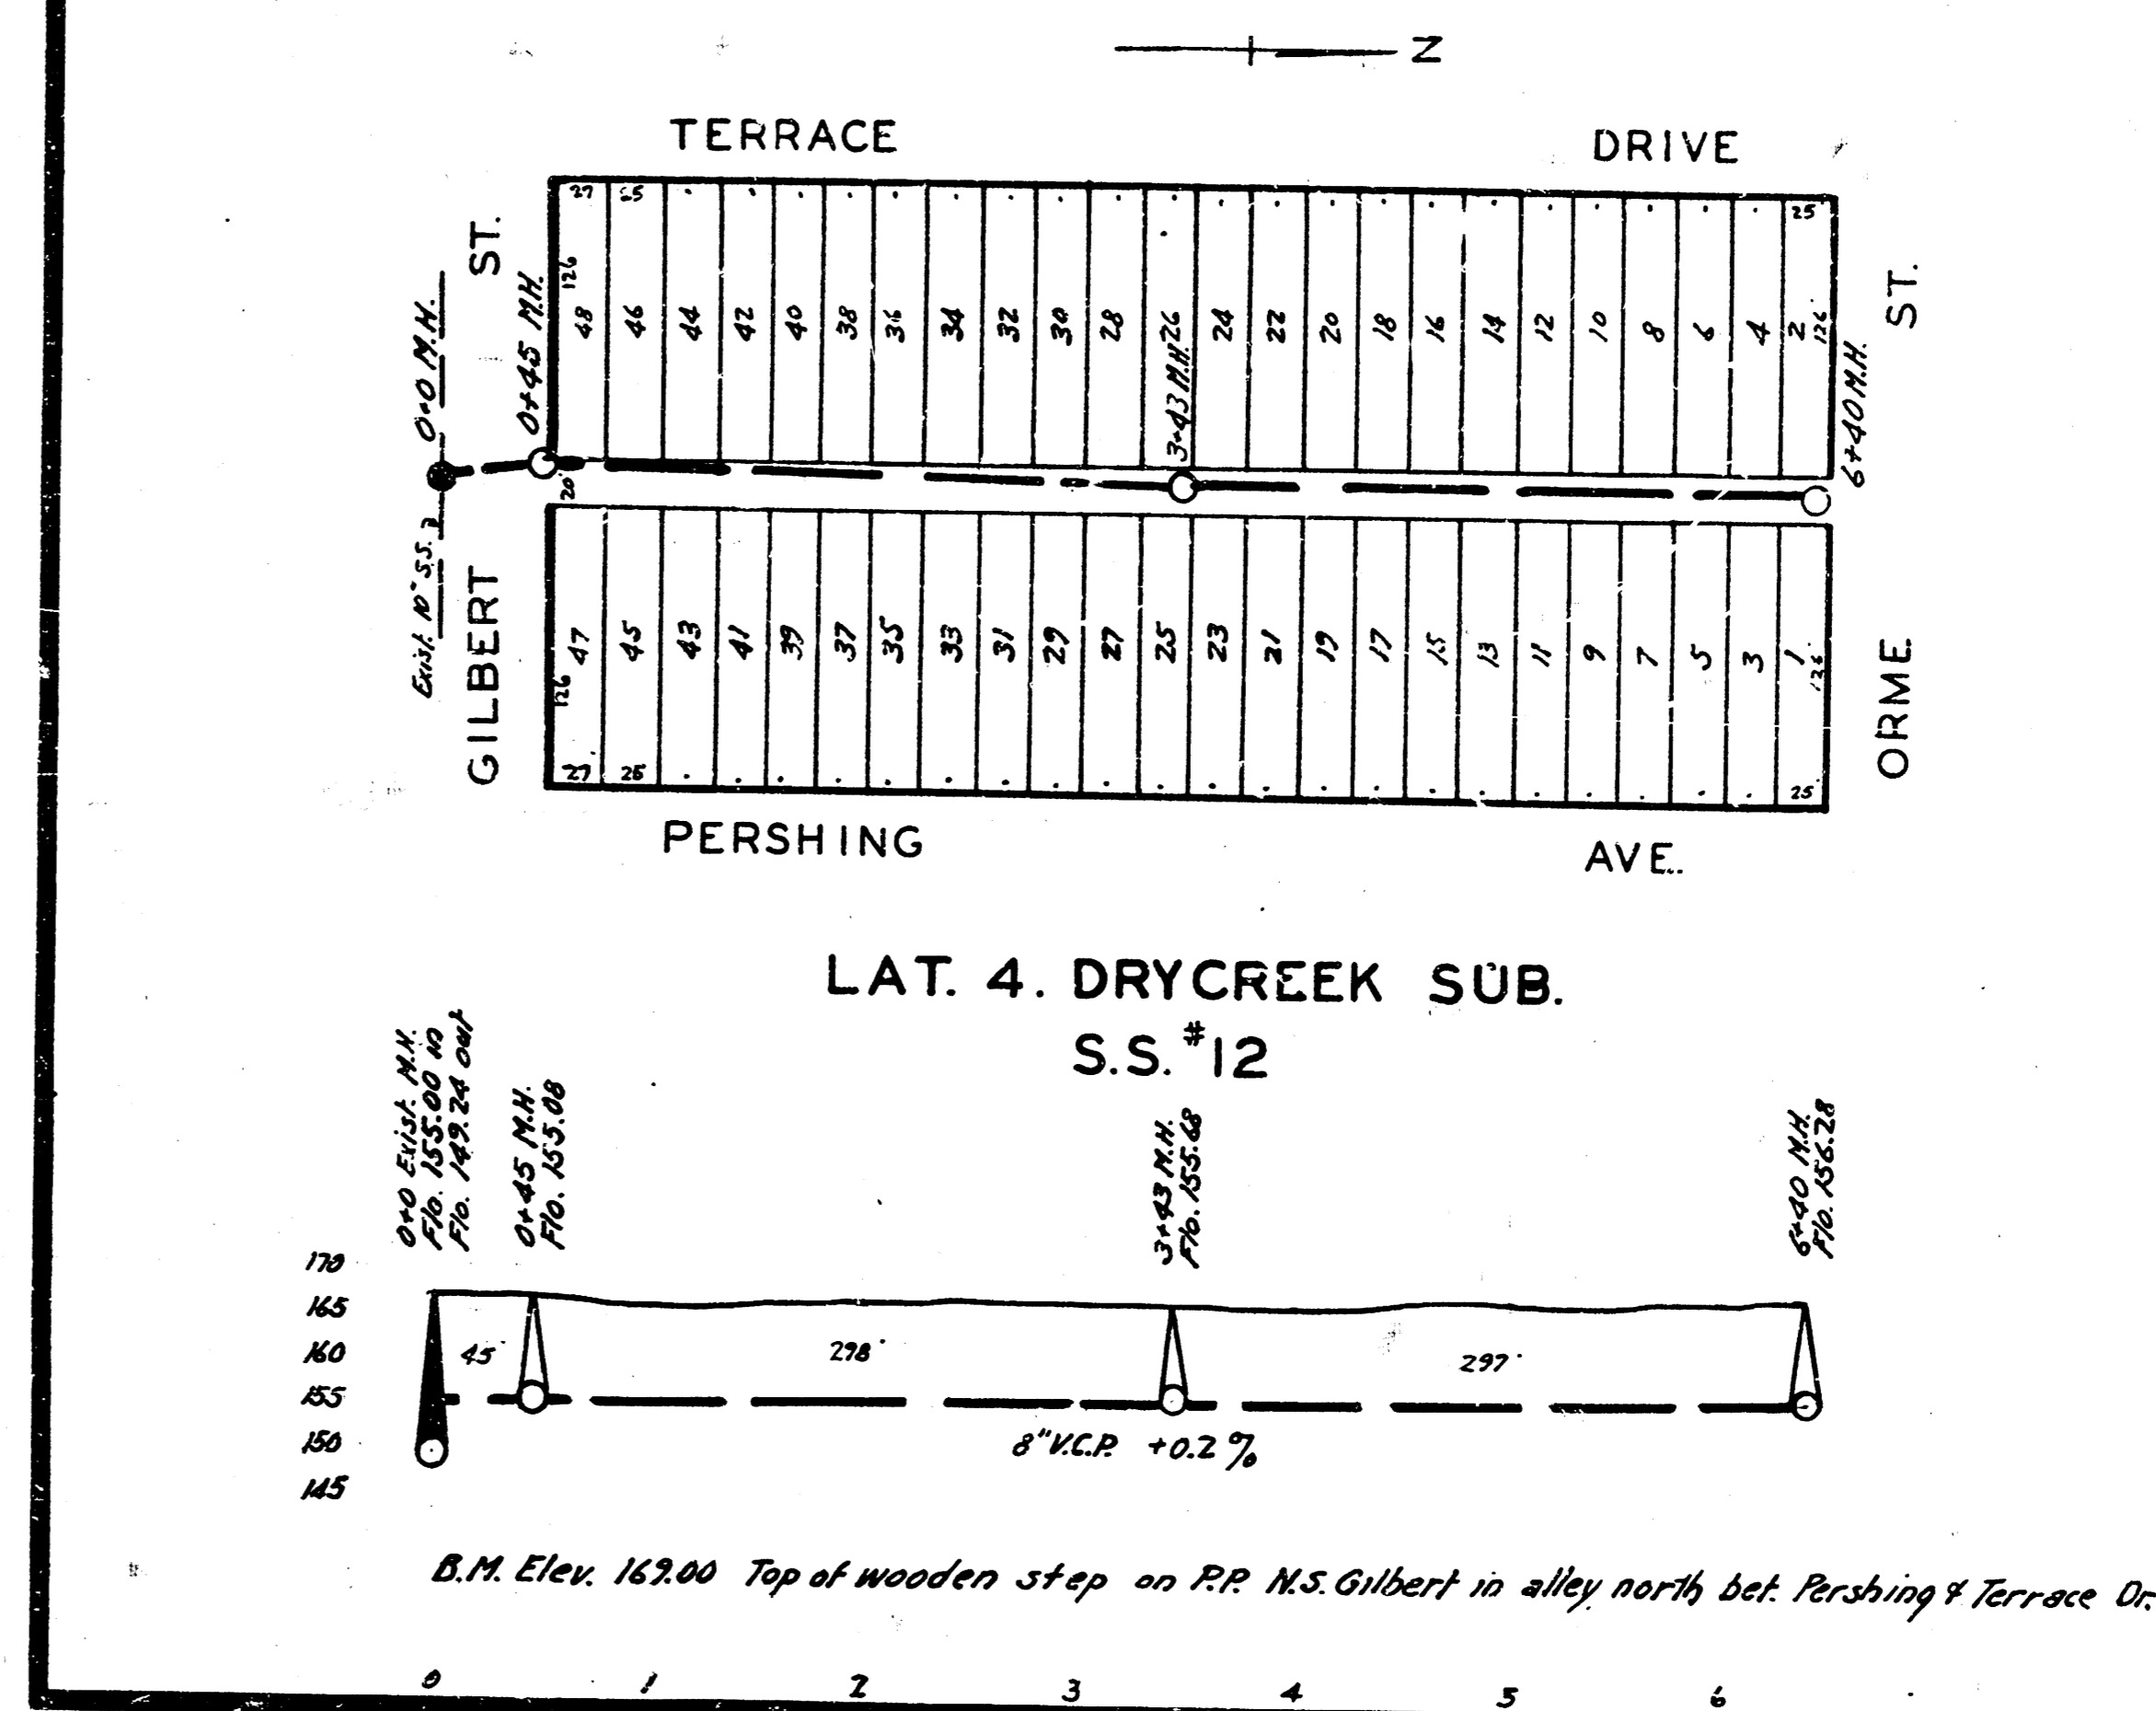 N
TERRACE DRIVE
GILBERT ST.
ORME ST.
0+0 M.H.
Exist. 10" S.S.
0+45 M.H.
3+43 M.H.
6+40 M.H.
27 25 25
126
48 46 44 42 40 38 36 34 32 30 28 26 24 22 20 18 16 14 12 10 8 6 4 2
126
20'
47 45 43 41 39 37 35 33 31 29 27 25 23 21 19 17 15 13 11 9 7 5 3 1
126
126
27 25 25
PERSHING AVE.
LAT. 4. DRYCREEK SUB.
S.S. #12
0+0 Exist. M.H.
Flo. 155.00 in
Flo. 149.24 out
0+45 M.H.
Flo. 155.08
3+43 M.H.
Flo. 155.68
6+40 M.H.
Flo. 156.28
170
165
160
155
150
145
45' 298' 297'
8" V.C.P. +0.2%
B.M. Elev. 169.00 Top of wooden step on P.P. N.S. Gilbert in alley north bet. Pershing & Terrace Dr.
0 1 2 3 4 5 6